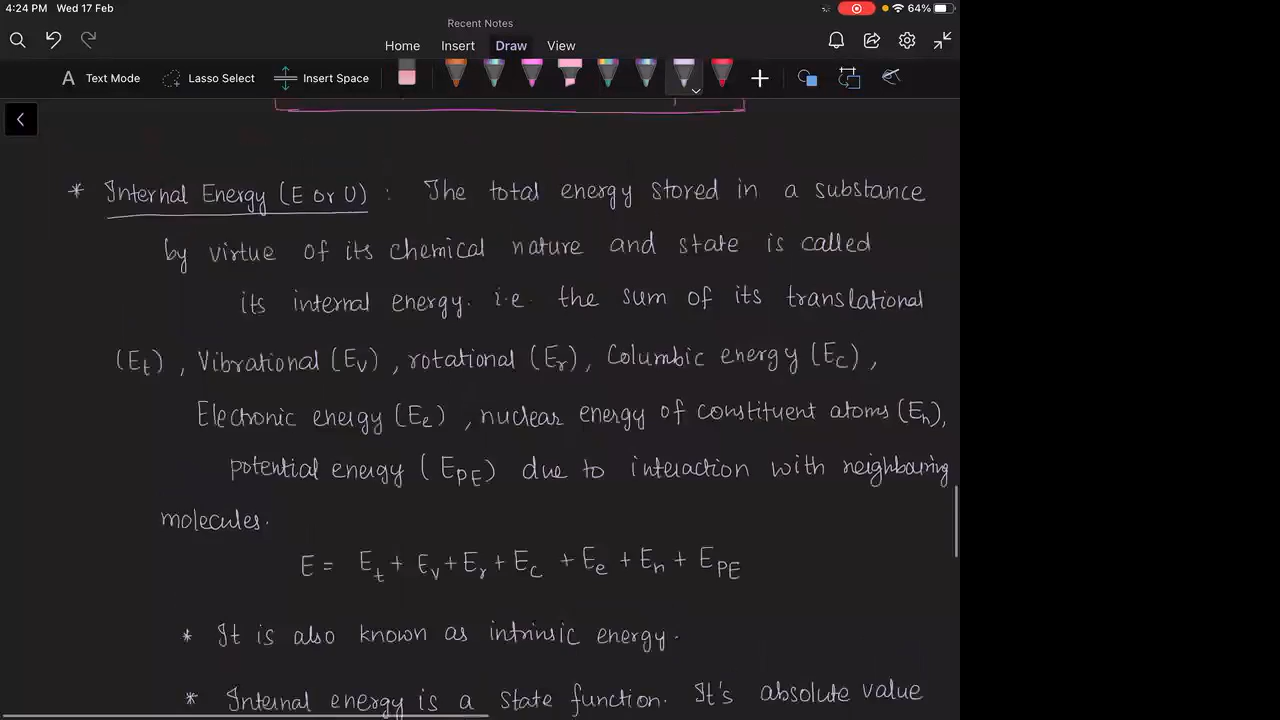 4:24 PM Wed 17 Feb
64%
Recent Notes
Home Insert Draw View
Text Mode Lasso Select Insert Space
* Internal Energy (E or U) : The total energy stored in a substance
by virtue of its chemical nature and state is called
its internal energy. i.e. the sum of its translational
(Et) , Vibrational (Ev) , rotational (Er), Columbic energy (Ec) ,
Electronic energy (Ee) , nuclear energy of constituent atoms (En),
potential energy (EPE) due to interaction with neighbouring
molecules.
E = Et + Ev + Er + Ec + Ee + En + EPE
* It is also known as intrinsic energy.
* Internal energy is a state function. It's absolute value